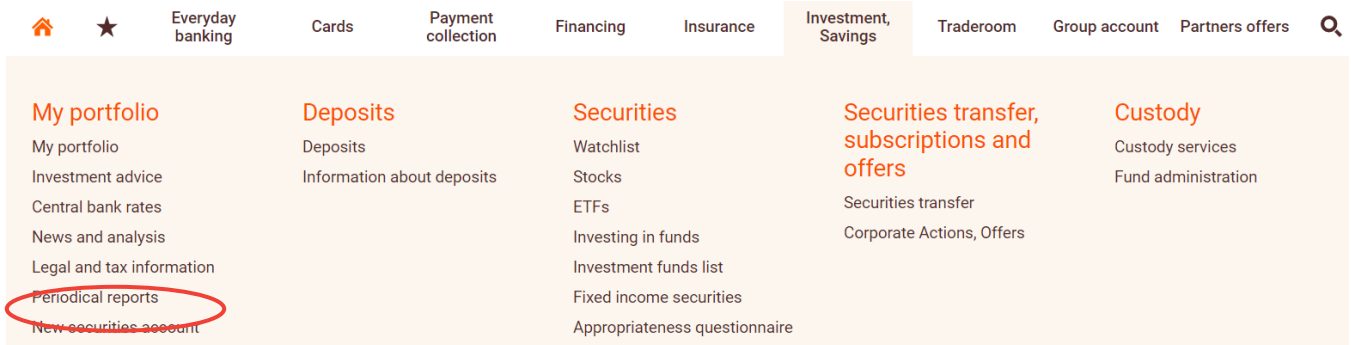 Everyday
banking
Cards
Payment
collection
Financing
Insurance
Investment,
Savings
Traderoom
Group account
Partners offers
My portfolio
My portfolio
Investment advice
Central bank rates
News and analysis
Legal and tax information
Periodical reports
New securities account
Deposits
Deposits
Information about deposits
Securities
Watchlist
Stocks
ETFs
Investing in funds
Investment funds list
Fixed income securities
Appropriateness questionnaire
Securities transfer,
subscriptions and
offers
Securities transfer
Corporate Actions, Offers
Custody
Custody services
Fund administration